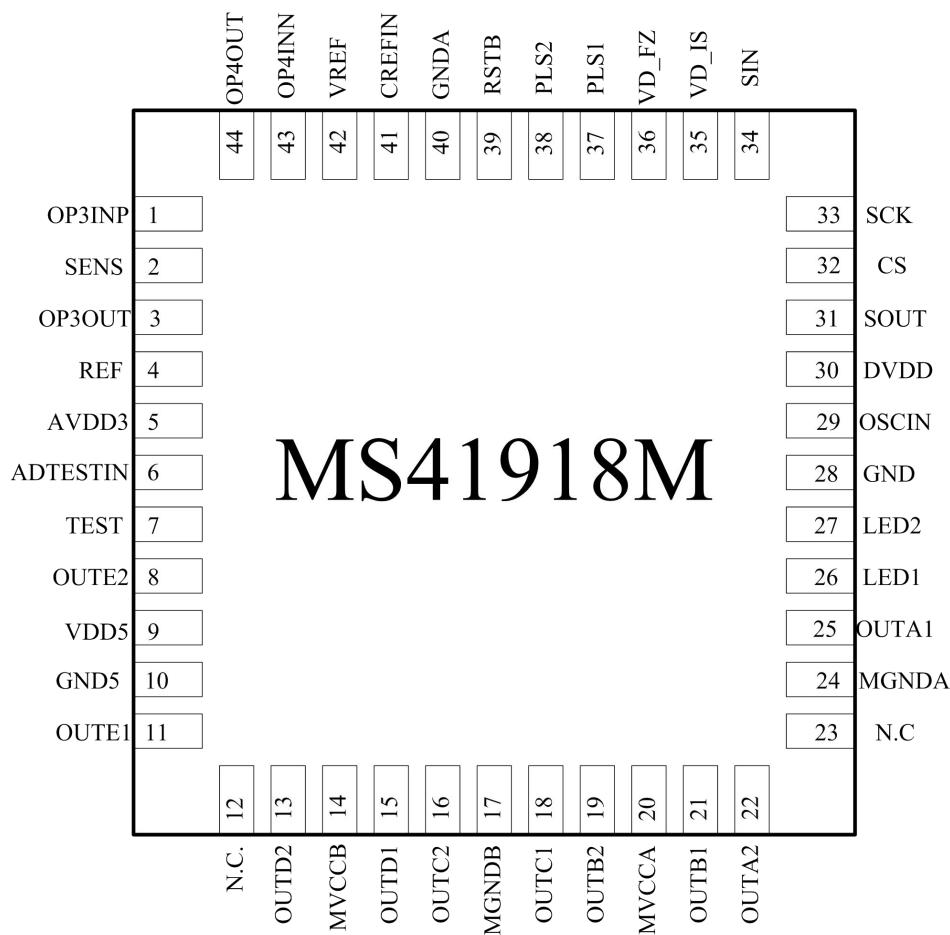 OP4OUT OP4INN VREF CREFIN GNDA RSTB PLS2 PLS1 VD_FZ VD_IS SIN
44 43 42 41 40 39 38 37 36 35 34
OP3INP 1 33 SCK
SENS 2 32 CS
OP3OUT 3 31 SOUT
REF 4 30 DVDD
AVDD3 5 29 OSCIN
ADTESTIN 6 28 GND
MS41918M
TEST 7 27 LED2
OUTE2 8 26 LED1
VDD5 9 25 OUTA1
GND5 10 24 MGNDA
OUTE1 11 23 N.C
12 13 14 15 16 17 18 19 20 21 22
N.C. OUTD2 MVCCB OUTD1 OUTC2 MGNDB OUTC1 OUTB2 MVCCA OUTB1 OUTA2